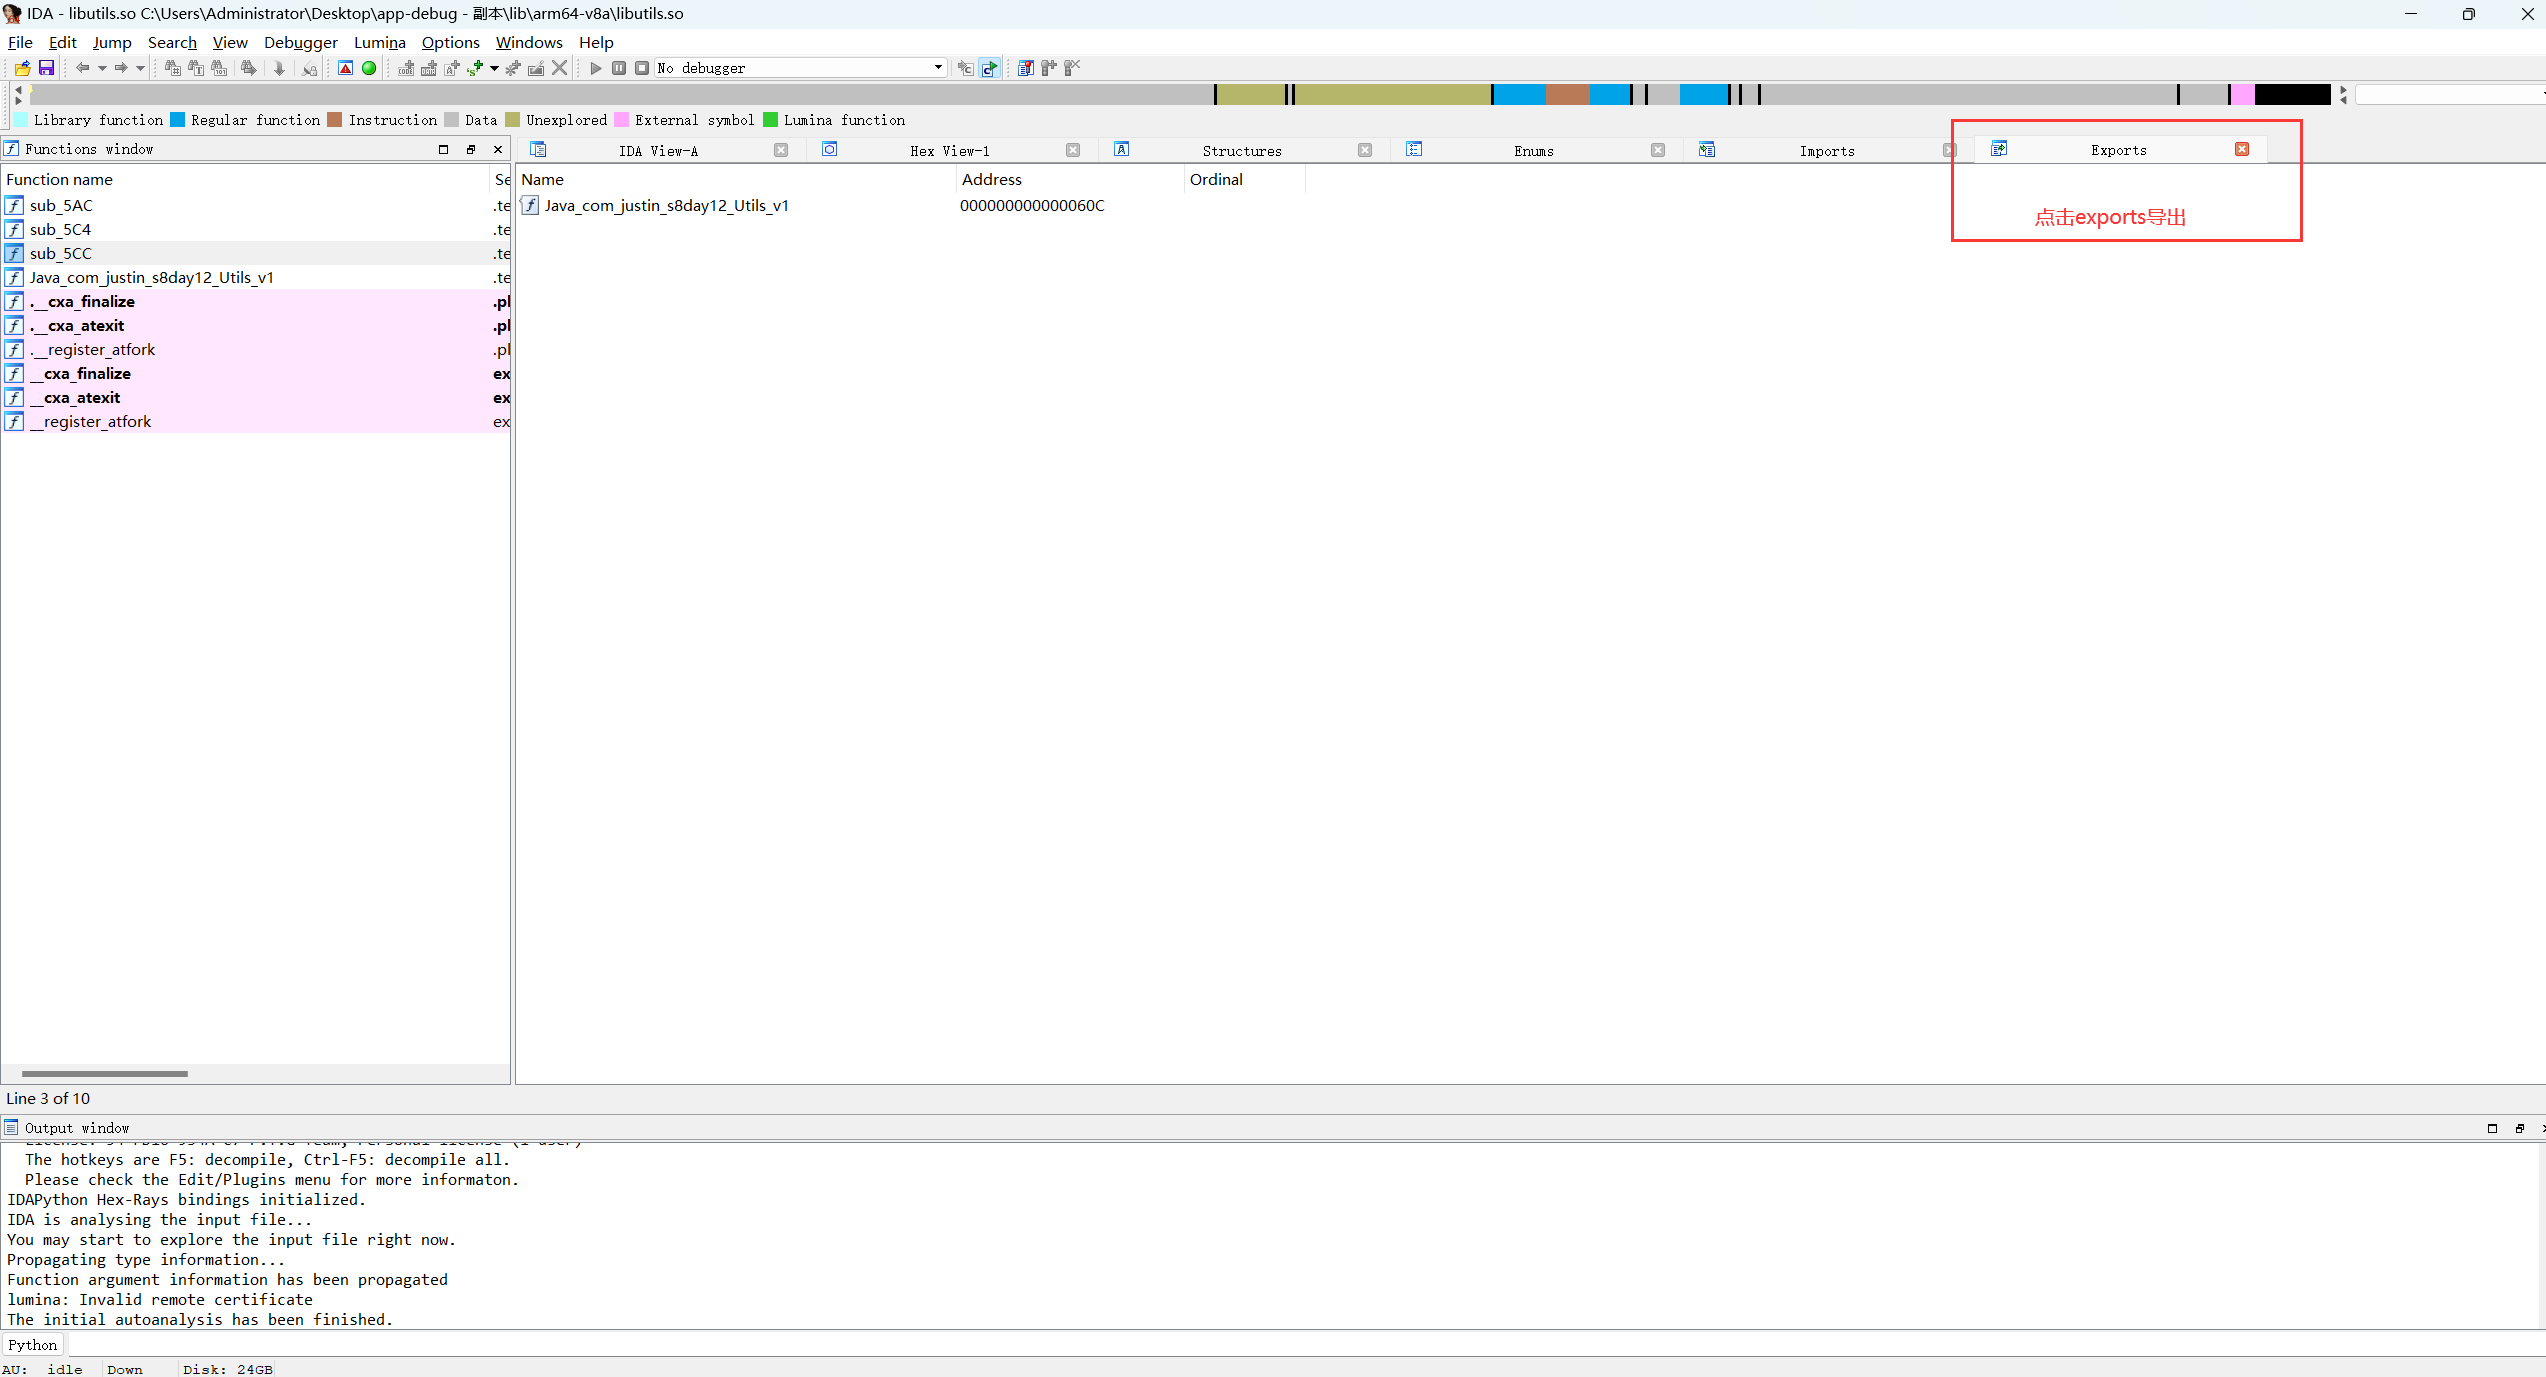 IDA - libutils.so C:\Users\Administrator\Desktop\app-debug - 副本\lib\arm64-v8a\libutils.so
File Edit Jump Search View Debugger Lumina Options Windows Help
No debugger
Library function Regular function Instruction Data Unexplored External symbol Lumina function
Functions window
IDA View-A Hex View-1 Structures Enums Imports Exports
Function name Se
sub_5AC .te
sub_5C4 .te
sub_5CC .te
Java_com_justin_s8day12_Utils_v1 .te
.__cxa_finalize .pl
.__cxa_atexit .pl
.__register_atfork .pl
__cxa_finalize ex
__cxa_atexit ex
__register_atfork ex
Line 3 of 10
Name Address Ordinal
Java_com_justin_s8day12_Utils_v1 000000000000060C
点击exports导出
Output window
The hotkeys are F5: decompile, Ctrl-F5: decompile all.
Please check the Edit/Plugins menu for more informaton.
IDAPython Hex-Rays bindings initialized.
IDA is analysing the input file...
You may start to explore the input file right now.
Propagating type information...
Function argument information has been propagated
lumina: Invalid remote certificate
The initial autoanalysis has been finished.
Python
AU: idle Down Disk: 24GB